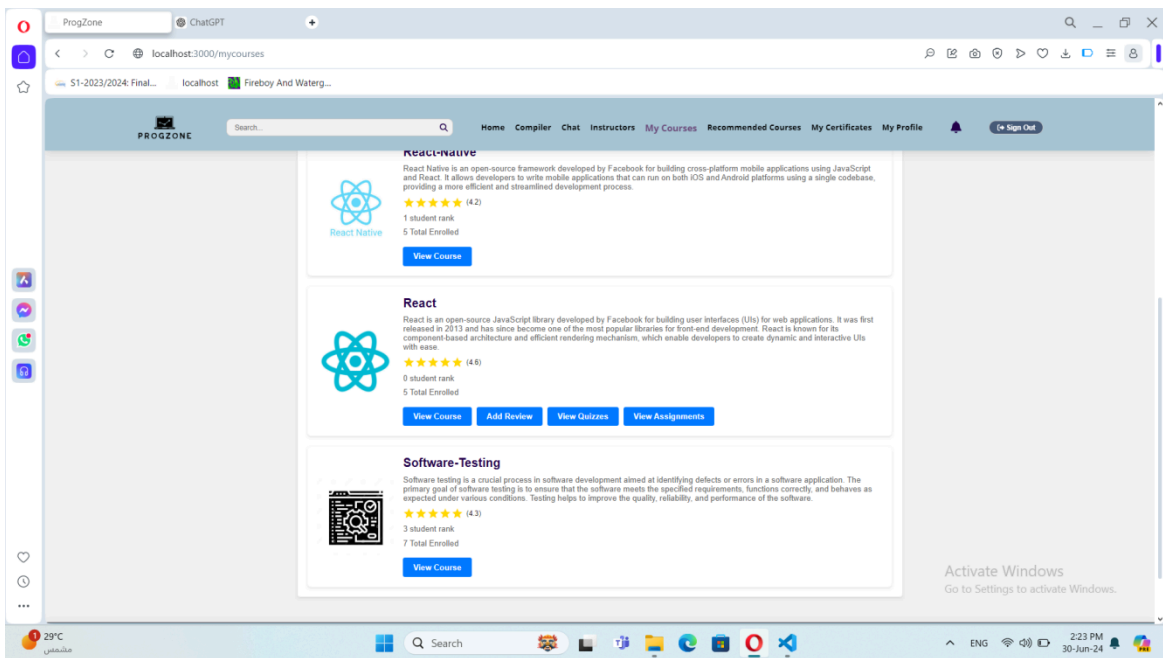 ProgZone
ChatGPT
localhost:3000/mycourses
S1-2023/2024: Final...
localhost
Fireboy And Waterg...
PROGZONE
Search...
Home Compiler Chat Instructors My Courses Recommended Courses My Certificates My Profile
Sign Out
React-Native
React Native is an open-source framework developed by Facebook for building cross-platform mobile applications using JavaScript
and React. It allows developers to write mobile applications that can run on both iOS and Android platforms using a single codebase,
providing a more efficient and streamlined development process.
(4.2)
1 student rank
React Native
5 Total Enrolled
View Course
React
React is an open-source JavaScript library developed by Facebook for building user interfaces (UIs) for web applications. It was first
released in 2013 and has since become one of the most popular libraries for front-end development. React is known for its
component-based architecture and efficient rendering mechanism, which enable developers to create dynamic and interactive UIs
with ease.
(4.6)
0 student rank
5 Total Enrolled
View Course Add Review View Quizzes View Assignments
Software-Testing
Software testing is a crucial process in software development aimed at identifying defects or errors in a software application. The
primary goal of software testing is to ensure that the software meets the specified requirements, functions correctly, and behaves as
expected under various conditions. Testing helps to improve the quality, reliability, and performance of the software.
(4.3)
3 student rank
7 Total Enrolled
View Course
Activate Windows
Go to Settings to activate Windows.
1
29°C
مشمس
Search
ENG
2:23 PM
30-Jun-24
PRE